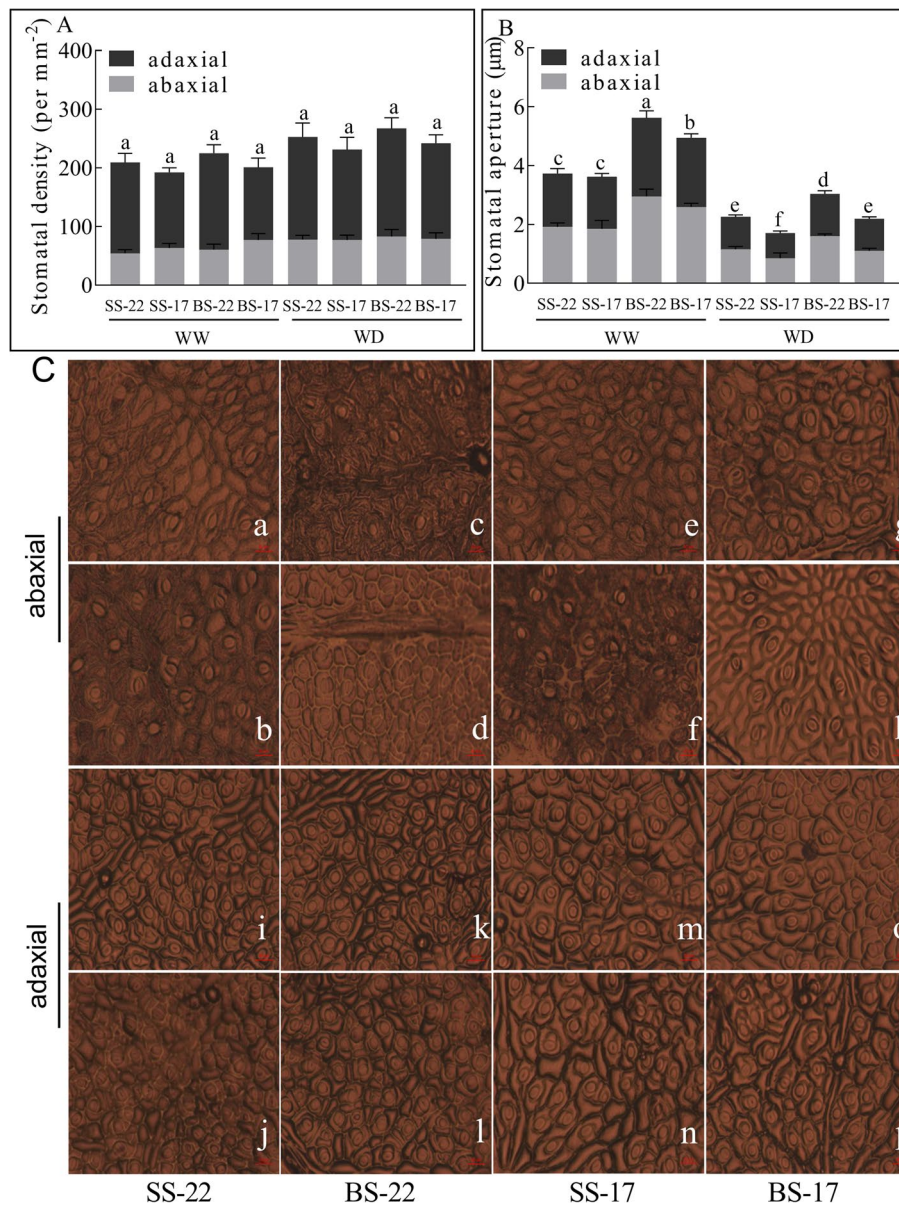 A
Stomatal density (per mm-2)
400
300
200
100
0
adaxial
abaxial
a a a a a a a a
SS-22 SS-17 BS-22 BS-17 SS-22 SS-17 BS-22 BS-17
WW WD
B
Stomatal aperture (μm)
8
6
4
2
0
adaxial
abaxial
c c a b e f d e
SS-22 SS-17 BS-22 BS-17 SS-22 SS-17 BS-22 BS-17
WW WD
C
abaxial
a c e g
b d f
adaxial
i k m
j l n p
SS-22 BS-22 SS-17 BS-17